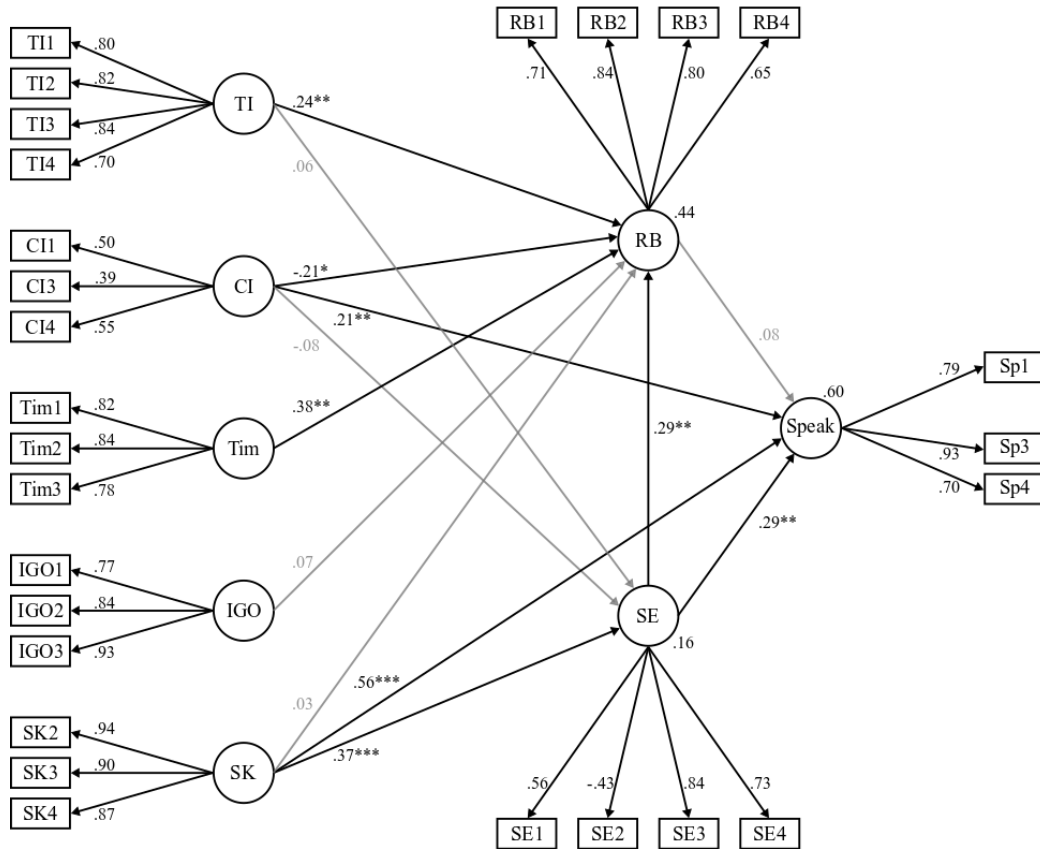 RB1 RB2 RB3 RB4
.71 .84 .80 .65
TI1 .80
TI2 .82
TI3 .84
TI4 .70
TI
.24**
.06
CI1 .50
CI3 .39
CI4 .55
CI
-.21*
.21**
-.08
RB .44
.08
Tim1 .82
Tim2 .84
Tim3 .78
Tim
.38**
.29**
Speak .60
.79 Sp1
.93 Sp3
.70 Sp4
.29**
IGO1 .77
IGO2 .84
IGO3 .93
IGO
.07
SE .16
SK2 .94
SK3 .90
SK4 .87
SK
.03
.56***
.37***
.56 -.43 .84 .73
SE1 SE2 SE3 SE4